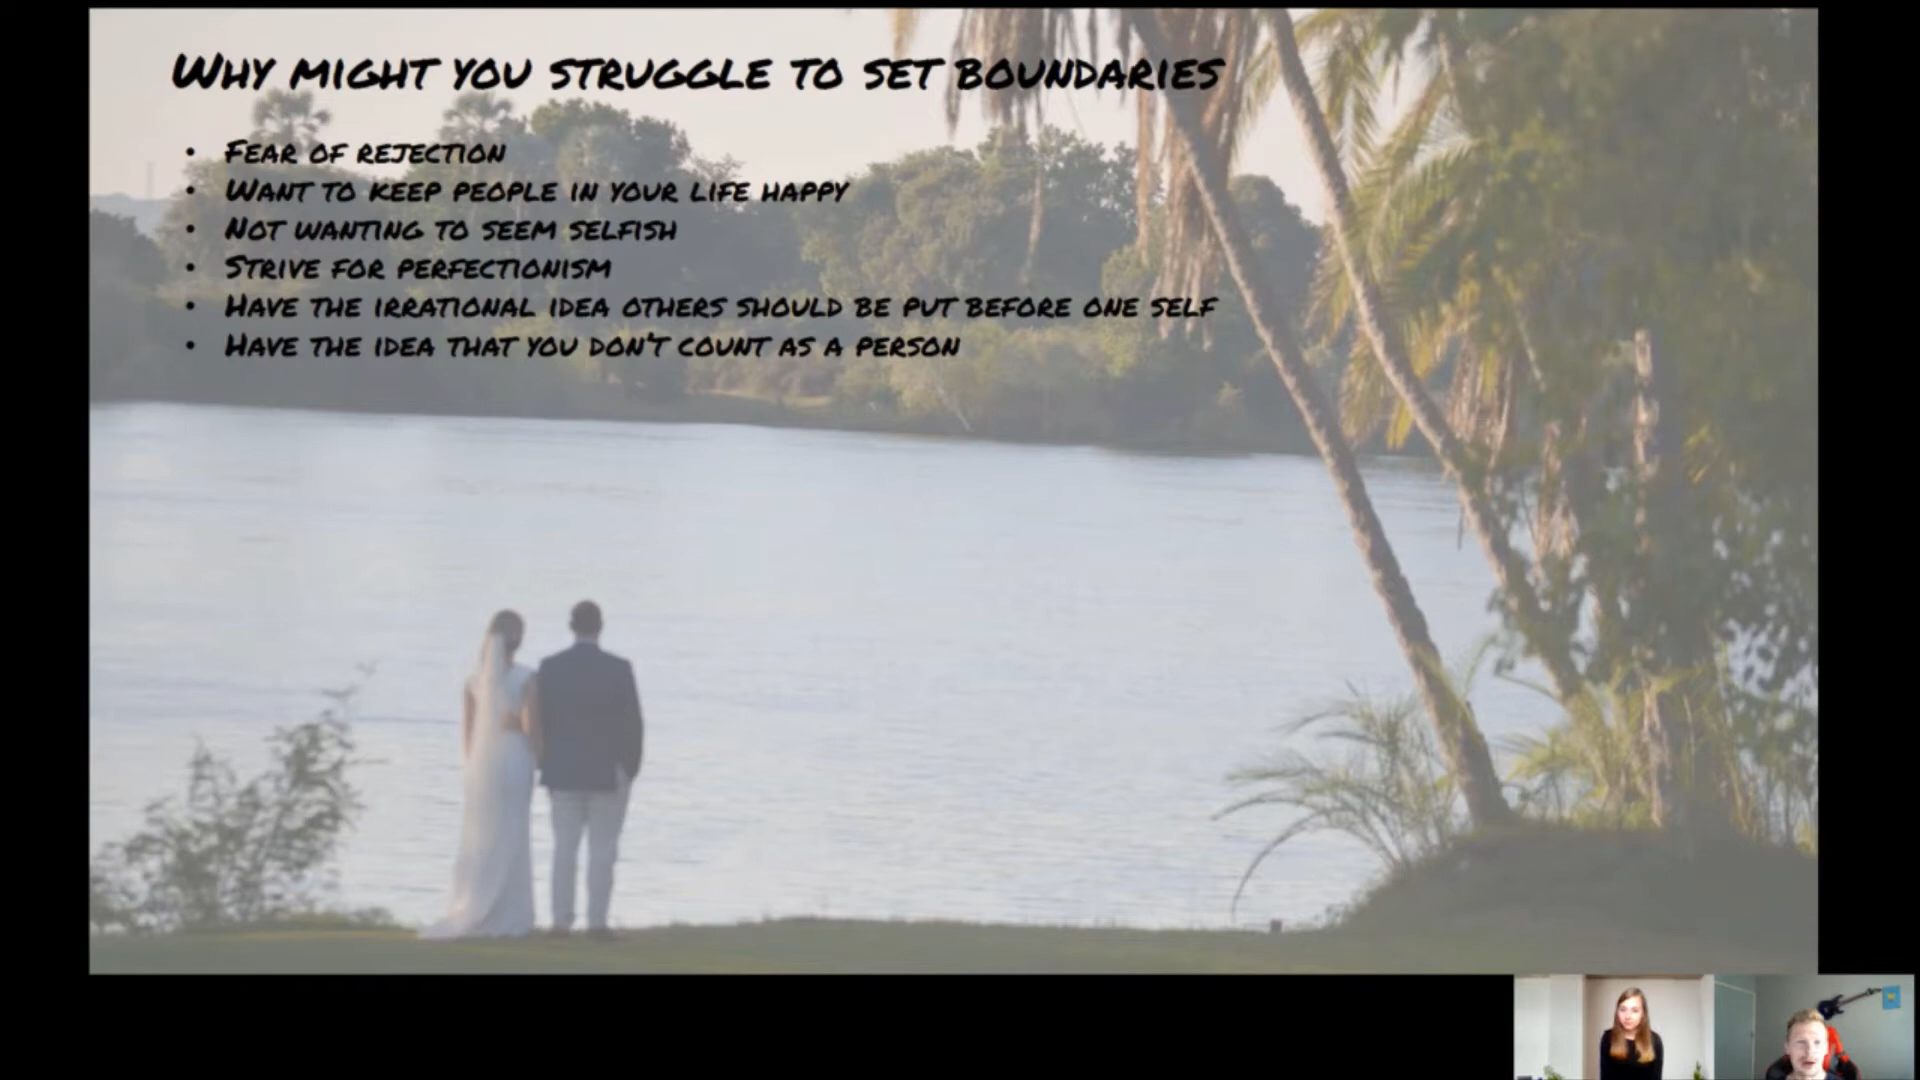 Why might you struggle to set boundaries
• Fear of rejection
• Want to keep people in your life happy
• Not wanting to seem selfish
• Strive for perfectionism
• Have the irrational idea others should be put before one self
• Have the idea that you don't count as a person